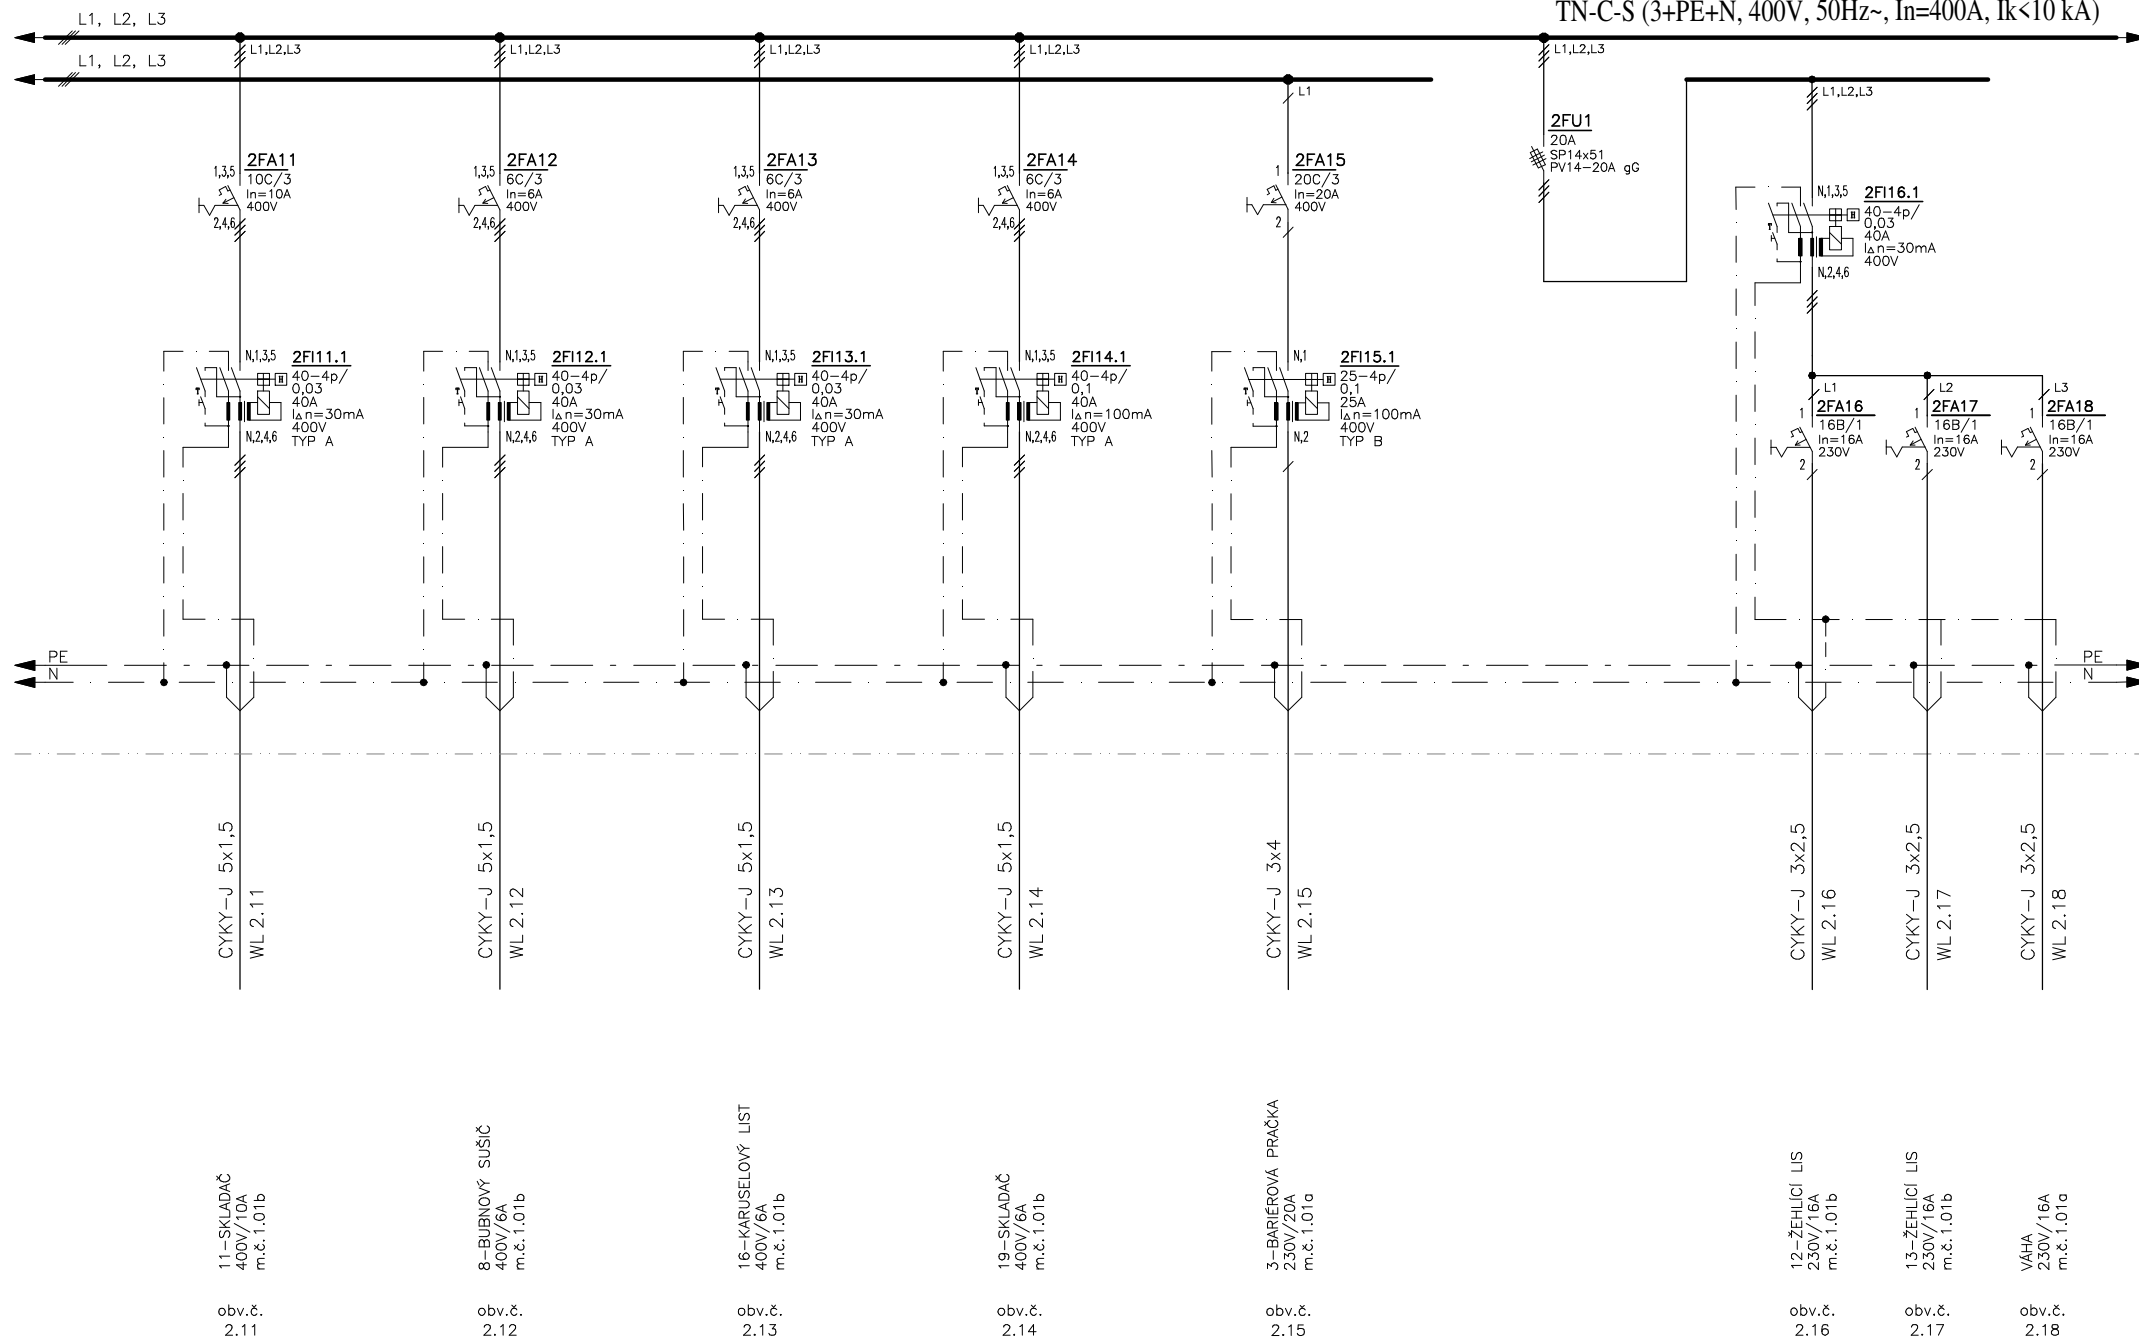 TN-C-S (3+PE+N, 400V, 50Hz~, In=400A, Ik<10 kA)
L1, L2, L3
L1,L2,L3
L1,L2,L3
L1,L2,L3
L1,L2,L3
L1,L2,L3
L1, L2, L3
L1
L1,L2,L3
2FA11
1,3,5
10C/3
In=10A
400V
2,4,6
2FA12
1,3,5
6C/3
In=6A
400V
2,4,6
2FA13
1,3,5
6C/3
In=6A
400V
2,4,6
2FA14
1,3,5
6C/3
In=6A
400V
2,4,6
2FA15
1
20C/3
In=20A
400V
2
2FU1
20A
SP14x51
PV14-20A gG
N,1,3,5
2FI16.1
40-4p/
0,03
40A
I△n=30mA
400V
N,2,4,6
N,1,3,5
2FI11.1
40-4p/
0,03
40A
I△n=30mA
400V
TYP A
N,2,4,6
N,1,3,5
2FI12.1
40-4p/
0,03
40A
I△n=30mA
400V
TYP A
N,2,4,6
N,1,3,5
2FI13.1
40-4p/
0,03
40A
I△n=30mA
400V
TYP A
N,2,4,6
N,1,3,5
2FI14.1
40-4p/
0,1
40A
I△n=100mA
400V
TYP A
N,2,4,6
N,1
2FI15.1
25-4p/
0,1
25A
I△n=100mA
400V
TYP B
N,2
L1
1
2FA16
16B/1
In=16A
230V
2
L2
1
2FA17
16B/1
In=16A
230V
2
L3
1
2FA18
16B/1
In=16A
230V
2
PE
N
PE
N
CYKY-J 5x1,5
WL 2.11
CYKY-J 5x1,5
WL 2.12
CYKY-J 5x1,5
WL 2.13
CYKY-J 5x1,5
WL 2.14
CYKY-J 3x4
WL 2.15
CYKY-J 3x2,5
WL 2.16
CYKY-J 3x2,5
WL 2.17
CYKY-J 3x2,5
WL 2.18
11-SKLADAČ
400V/10A
m.č.1.01b
8-BUBNOVÝ SUŠIČ
400V/6A
m.č.1.01b
16-KARUSELOVÝ LIST
400V/6A
m.č.1.01b
19-SKLADAČ
400V/6A
m.č.1.01b
3-BARIÉROVÁ PRAČKA
230V/20A
m.č.1.01a
12-ŽEHLICÍ LIS
230V/16A
m.č.1.01b
13-ŽEHLICÍ LIS
230V/16A
m.č.1.01b
VÁHA
230V/16A
m.č.1.01a
obv.č.
2.11
obv.č.
2.12
obv.č.
2.13
obv.č.
2.14
obv.č.
2.15
obv.č.
2.16
obv.č.
2.17
obv.č.
2.18